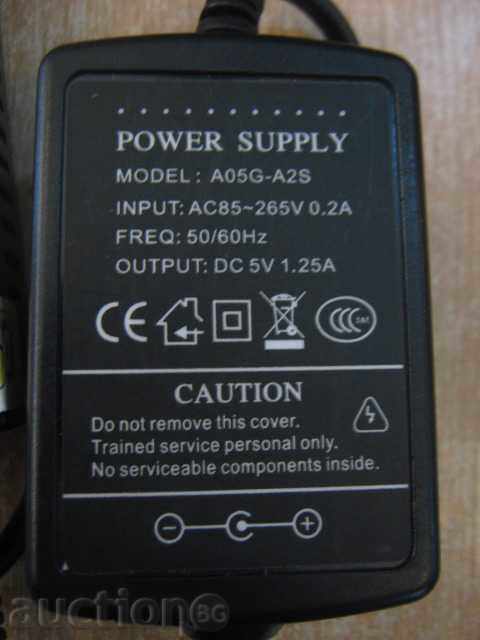 POWER SUPPLY
MODEL: A05G-A2S
INPUT: AC85~265V 0.2A
FREQ: 50/60Hz
OUTPUT: DC 5V 1.25A
CE CCC S&E
CAUTION
Do not remove this cover.
Trained service personal only.
No serviceable components inside.
auction BG